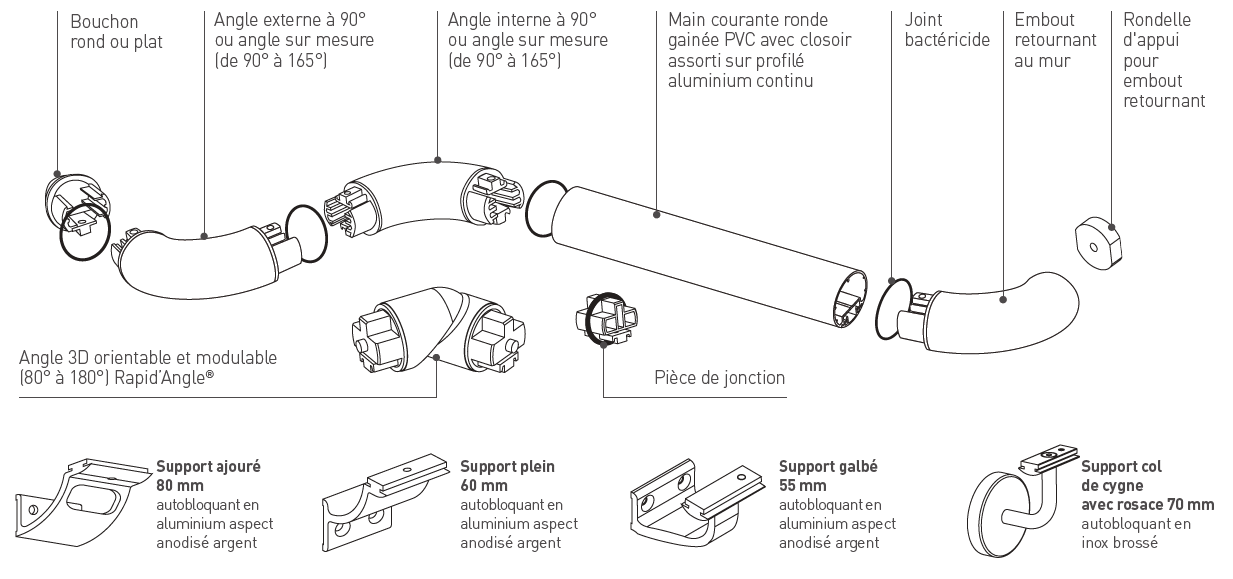 Bouchon
rond ou plat
Angle externe à 90°
ou angle sur mesure
(de 90° à 165°)
Angle interne à 90°
ou angle sur mesure
(de 90° à 165°)
Main courante ronde
gainée PVC avec closoir
assorti sur profilé
aluminium continu
Joint
bactéricide
Embout
retournant
au mur
Rondelle
d'appui
pour
embout
retournant
Angle 3D orientable et modulable
(80° à 180°) Rapid'Angle®
Pièce de jonction
Support ajouré
80 mm
autobloquant en
aluminium aspect
anodisé argent
Support plein
60 mm
autobloquant en
aluminium aspect
anodisé argent
Support galbé
55 mm
autobloquant en
aluminium aspect
anodisé argent
Support col
de cygne
avec rosace 70 mm
autobloquant en
inox brossé